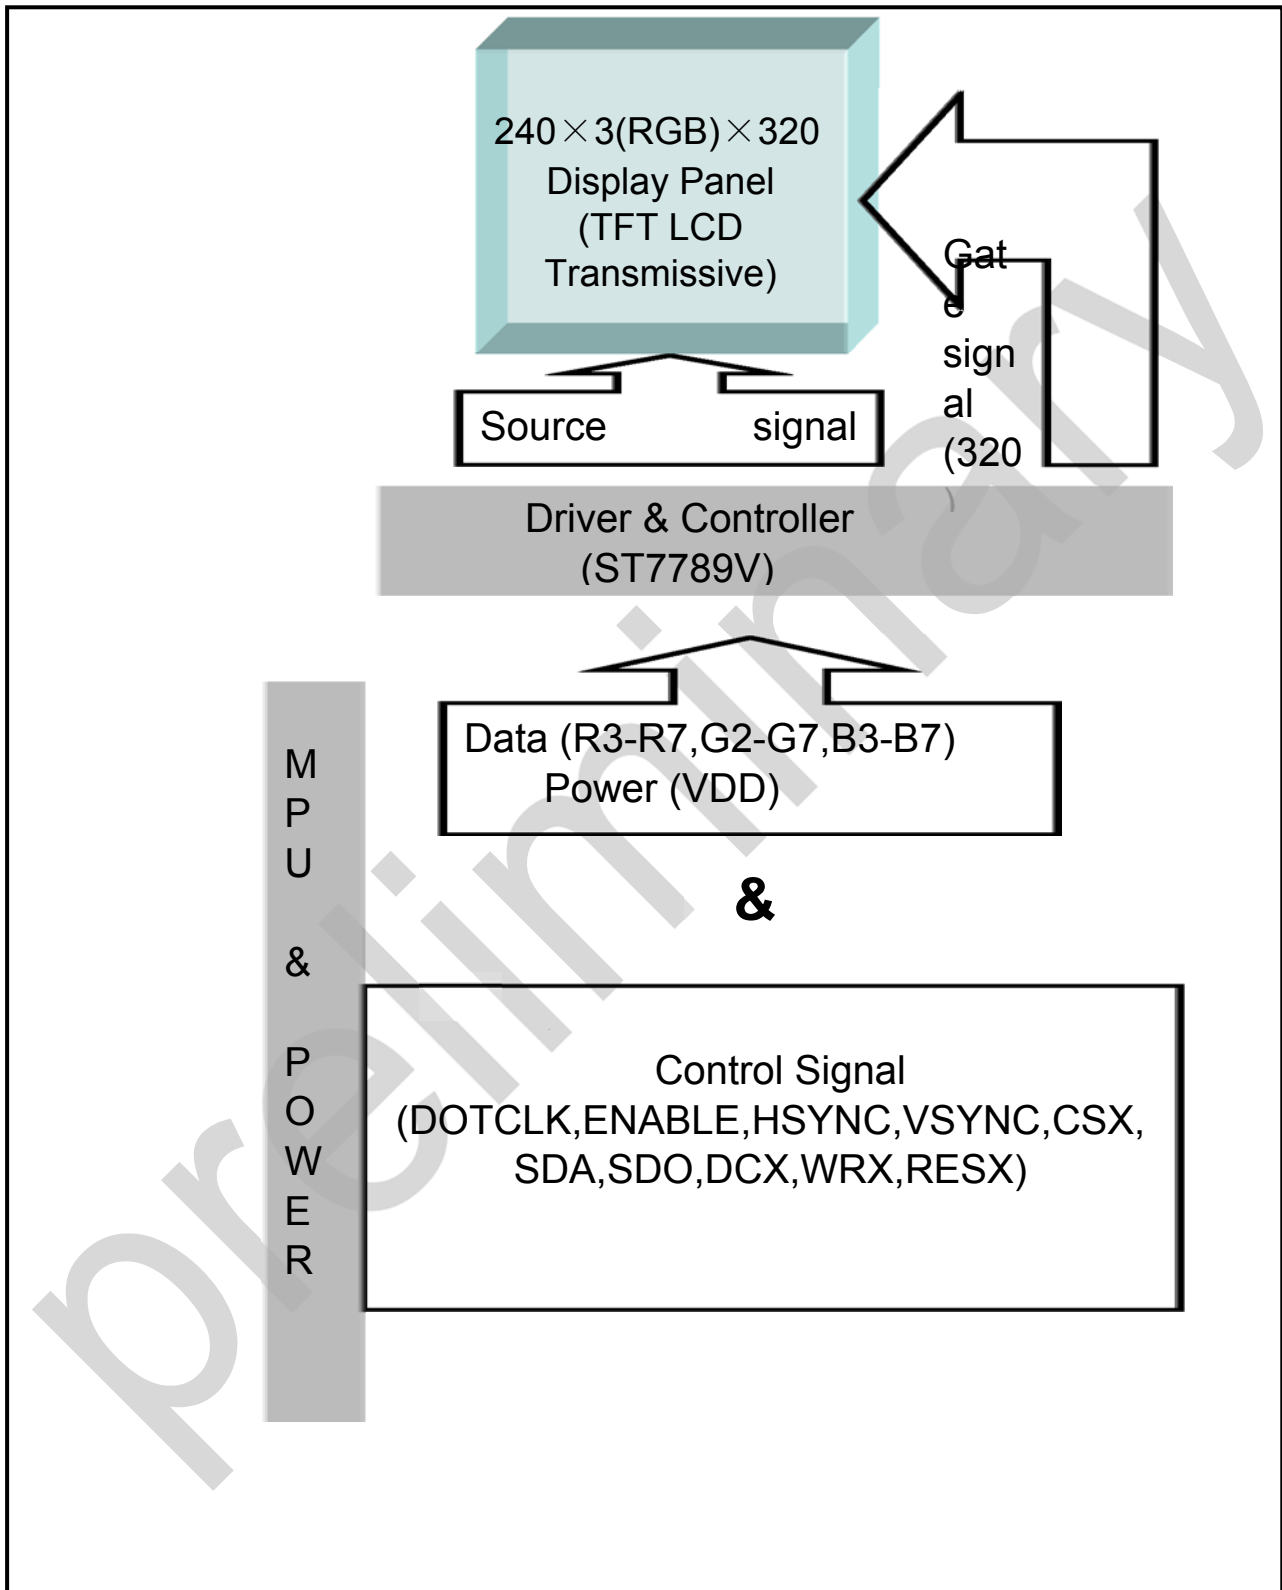 240×3(RGB)×320
Display Panel
(TFT LCD
Transmissive)
Gat
e
sign
al
(320
)
Source signal
Driver & Controller
(ST7789V)
Data (R3-R7,G2-G7,B3-B7)
Power (VDD)
&
M
P
U
&
P
O
W
E
R
Control Signal
(DOTCLK,ENABLE,HSYNC,VSYNC,CSX,
SDA,SDO,DCX,WRX,RESX)
preliminary